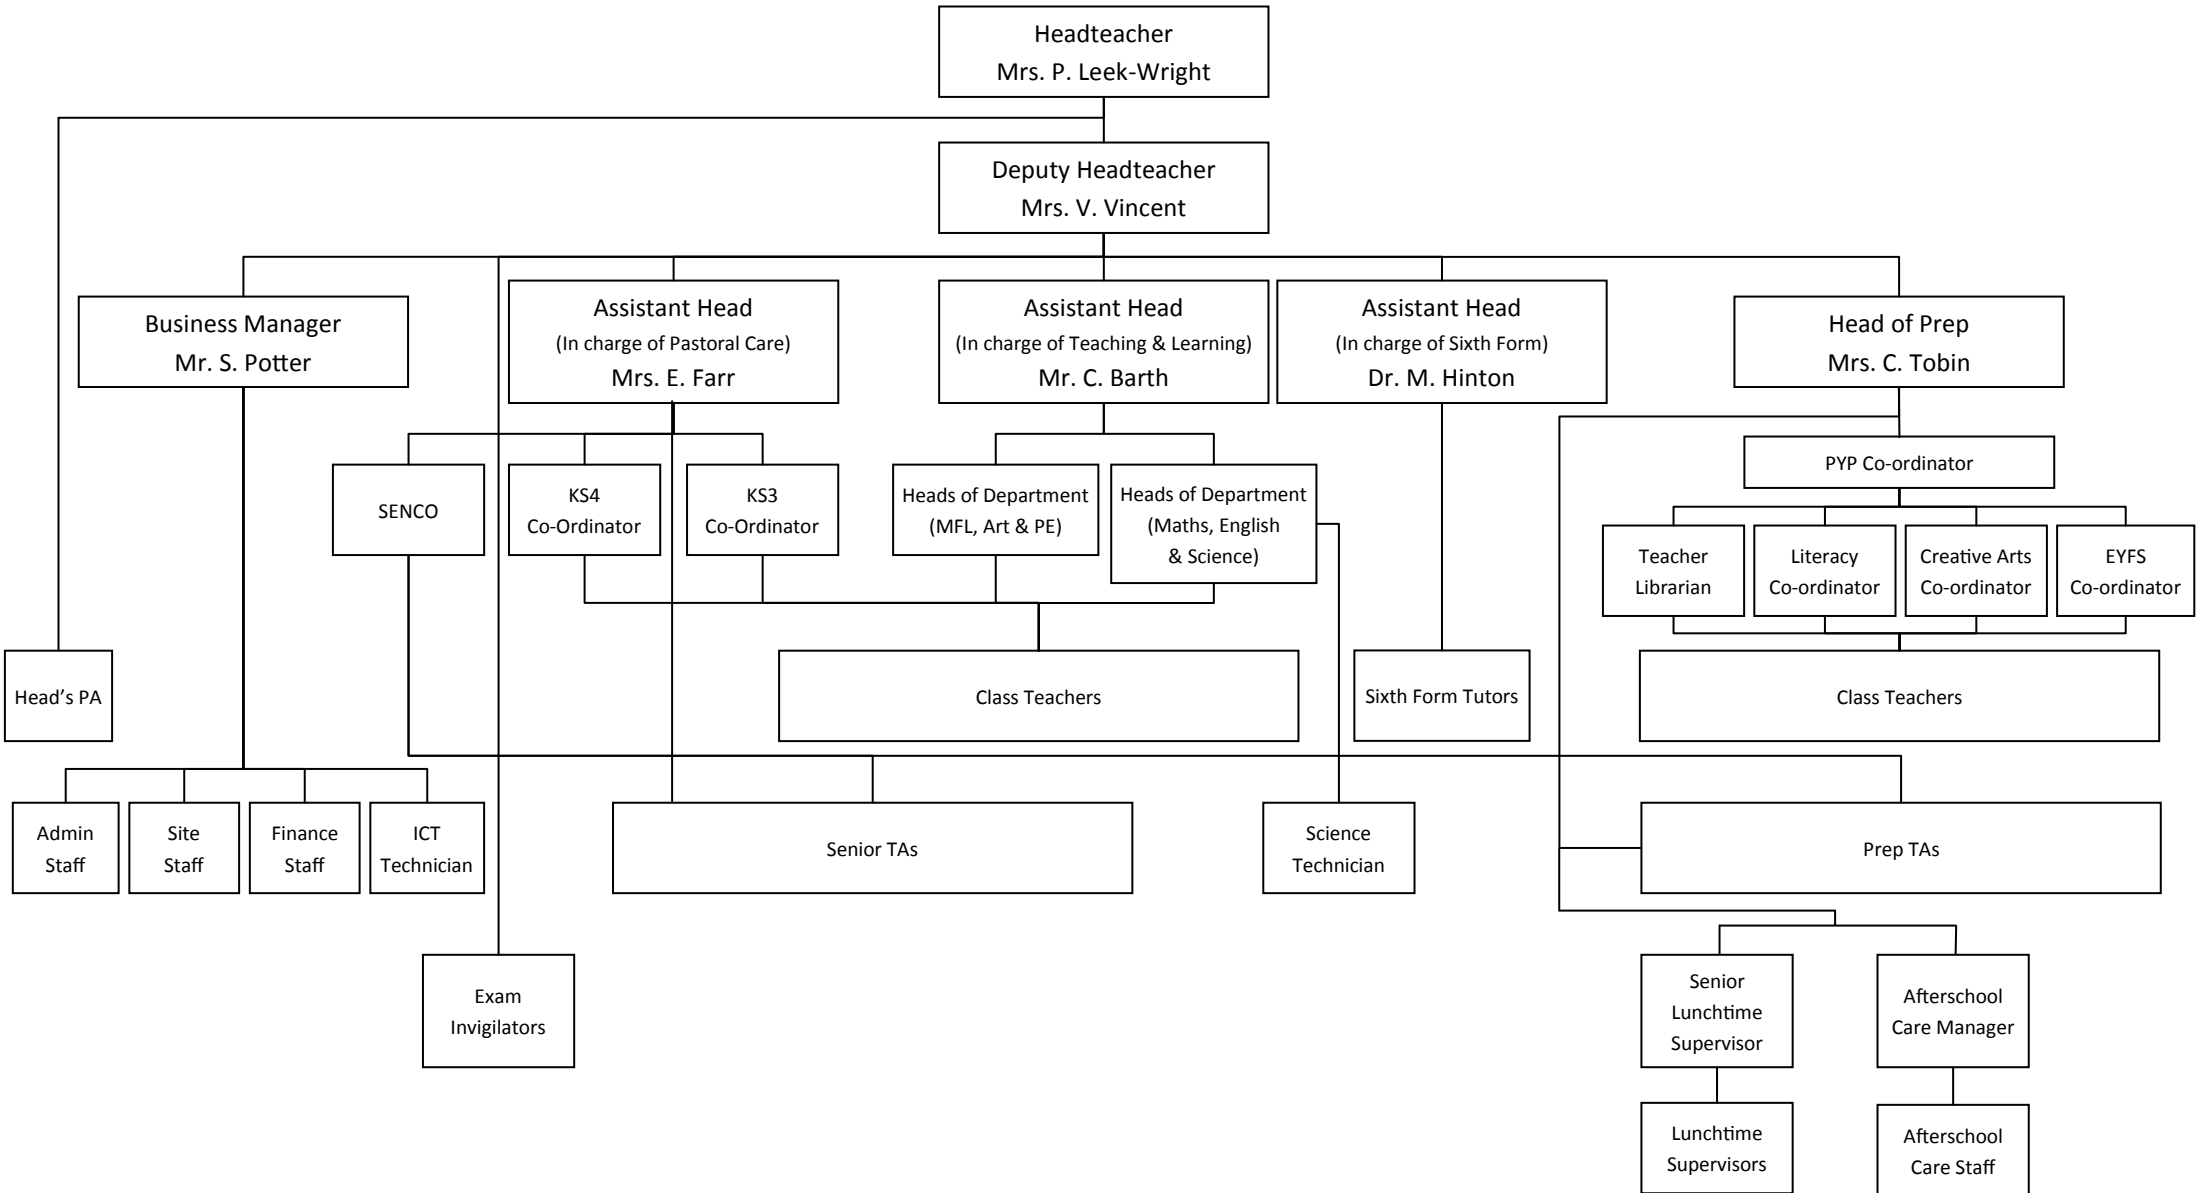 Headteacher
Mrs. P. Leek-Wright
Deputy Headteacher
Mrs. V. Vincent
Business Manager
Mr. S. Potter
Assistant Head
(In charge of Pastoral Care)
Mrs. E. Farr
Assistant Head
(In charge of Teaching & Learning)
Mr. C. Barth
Assistant Head
(In charge of Sixth Form)
Dr. M. Hinton
Head of Prep
Mrs. C. Tobin
SENCO
KS4
Co-Ordinator
KS3
Co-Ordinator
Heads of Department
(MFL, Art & PE)
Heads of Department
(Maths, English
& Science)
PYP Co-ordinator
Teacher
Librarian
Literacy
Co-ordinator
Creative Arts
Co-ordinator
EYFS
Co-ordinator
Head’s PA
Class Teachers
Sixth Form Tutors
Class Teachers
Admin
Staff
Site
Staff
Finance
Staff
ICT
Technician
Senior TAs
Science
Technician
Prep TAs
Exam
Invigilators
Senior
Lunchtime
Supervisor
Afterschool
Care Manager
Lunchtime
Supervisors
Afterschool
Care Staff